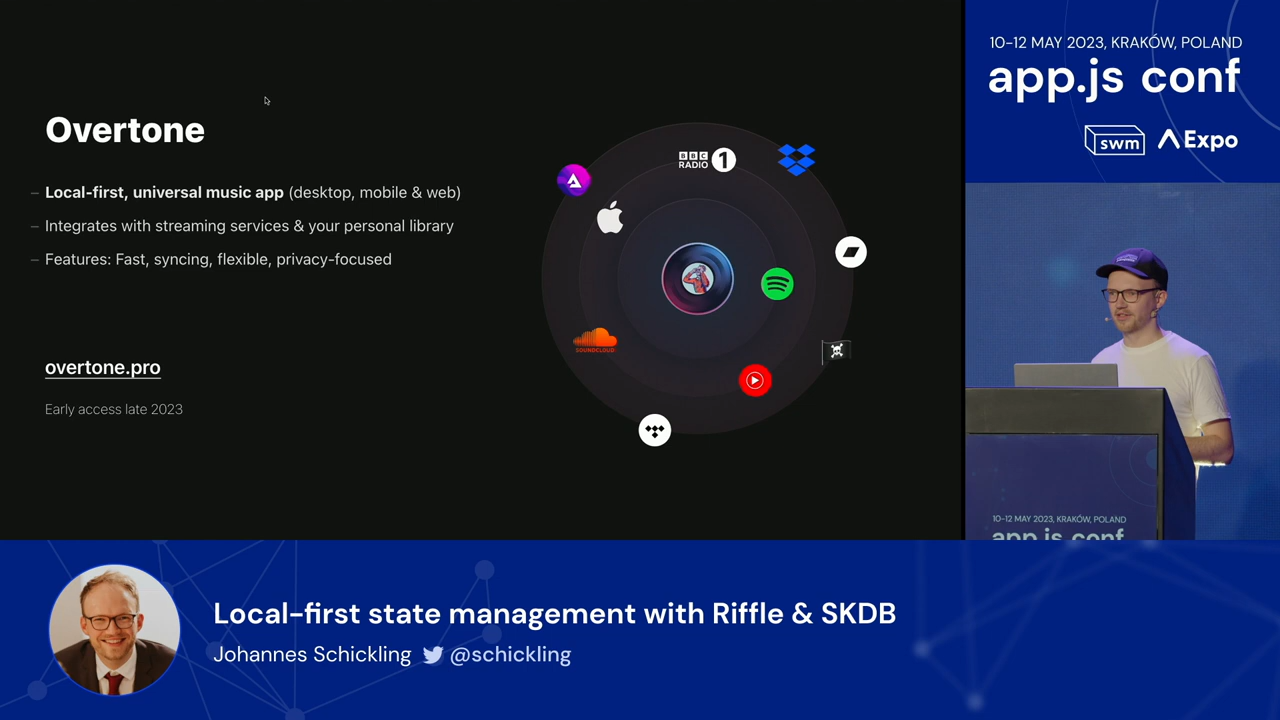 Overtone
– Local-first, universal music app (desktop, mobile & web)
– Integrates with streaming services & your personal library
– Features: Fast, syncing, flexible, privacy-focused
overtone.pro
Early access late 2023
BBC
RADIO 1
SOUNDCLOUD
10–12 MAY 2023, KRAKÓW, POLAND
app.js conf
swm
Expo
10–12 MAY 2023, KRAKÓW, POLAND
app.js conf
Local-first state management with Riffle & SKDB
Johannes Schickling @schickling